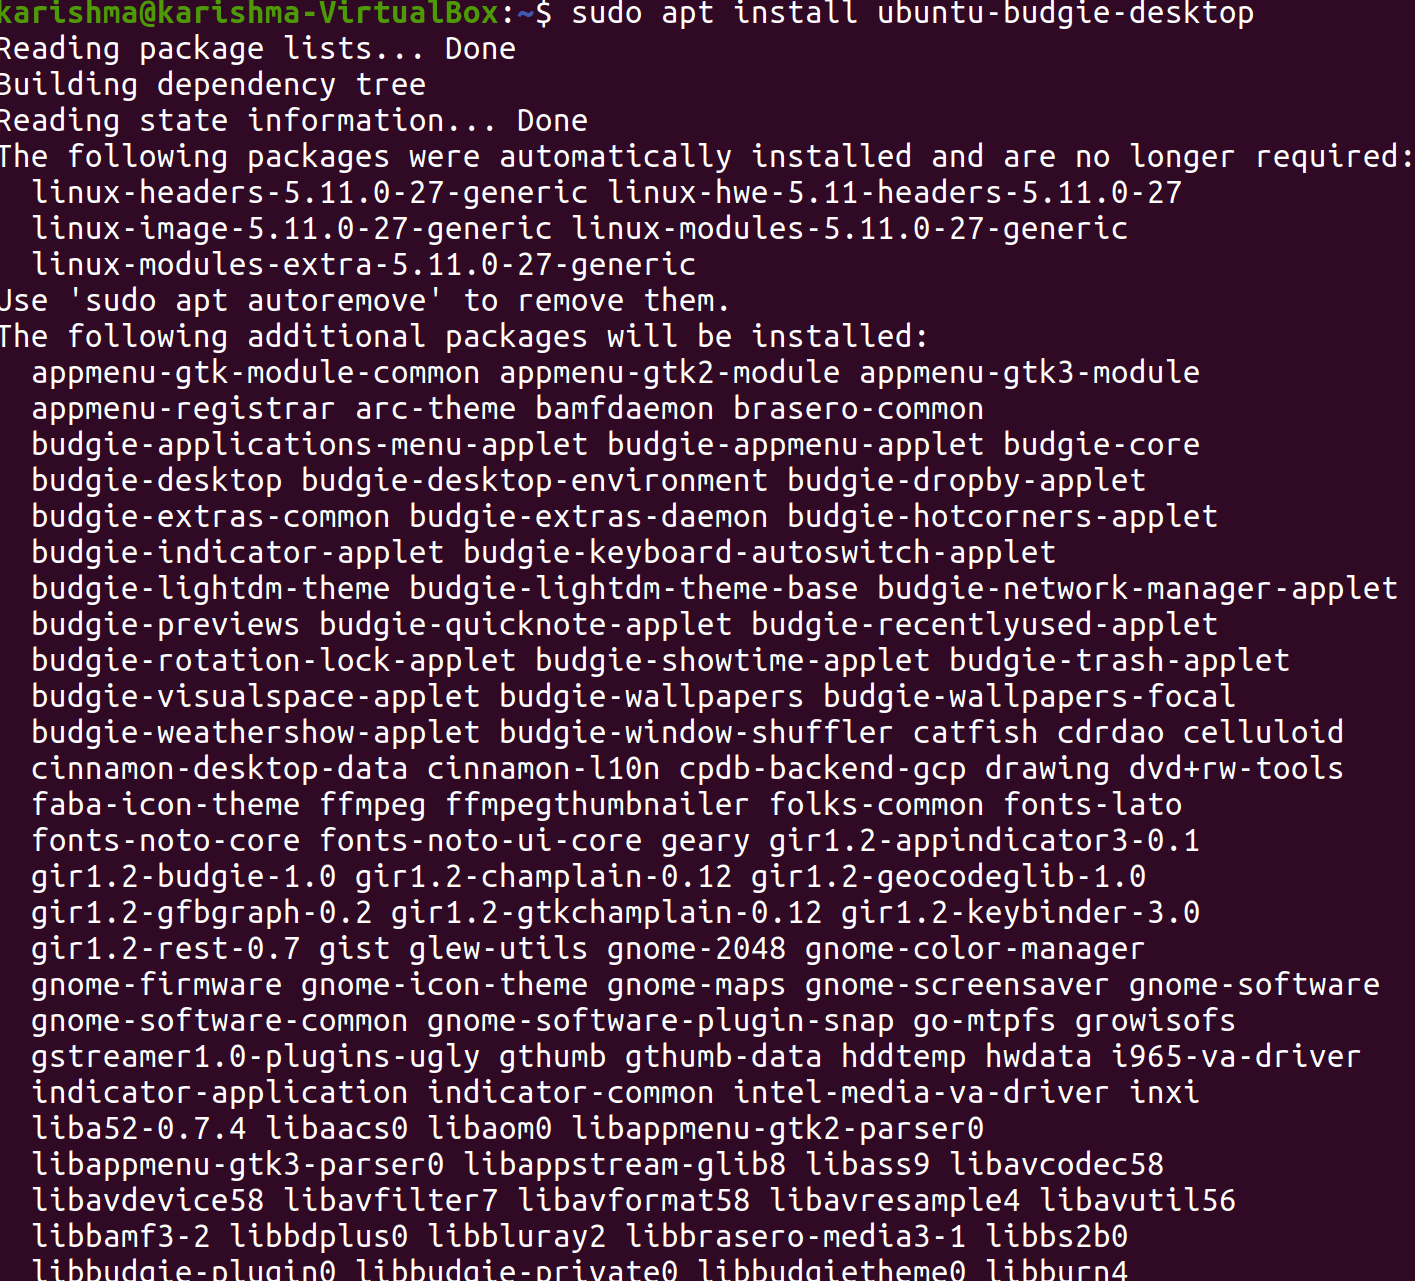 karishma@karishma-VirtualBox:~$ sudo apt install ubuntu-budgie-desktop
Reading package lists... Done
Building dependency tree
Reading state information... Done
The following packages were automatically installed and are no longer required:
linux-headers-5.11.0-27-generic linux-hwe-5.11-headers-5.11.0-27
linux-image-5.11.0-27-generic linux-modules-5.11.0-27-generic
linux-modules-extra-5.11.0-27-generic
Use 'sudo apt autoremove' to remove them.
The following additional packages will be installed:
appmenu-gtk-module-common appmenu-gtk2-module appmenu-gtk3-module
appmenu-registrar arc-theme bamfdaemon brasero-common
budgie-applications-menu-applet budgie-appmenu-applet budgie-core
budgie-desktop budgie-desktop-environment budgie-dropby-applet
budgie-extras-common budgie-extras-daemon budgie-hotcorners-applet
budgie-indicator-applet budgie-keyboard-autoswitch-applet
budgie-lightdm-theme budgie-lightdm-theme-base budgie-network-manager-applet
budgie-previews budgie-quicknote-applet budgie-recentlyused-applet
budgie-rotation-lock-applet budgie-showtime-applet budgie-trash-applet
budgie-visualspace-applet budgie-wallpapers budgie-wallpapers-focal
budgie-weathershow-applet budgie-window-shuffler catfish cdrdao celluloid
cinnamon-desktop-data cinnamon-l10n cpdb-backend-gcp drawing dvd+rw-tools
faba-icon-theme ffmpeg ffmpegthumbnailer folks-common fonts-lato
fonts-noto-core fonts-noto-ui-core geary gir1.2-appindicator3-0.1
gir1.2-budgie-1.0 gir1.2-champlain-0.12 gir1.2-geocodeglib-1.0
gir1.2-gfbgraph-0.2 gir1.2-gtkchamplain-0.12 gir1.2-keybinder-3.0
gir1.2-rest-0.7 gist glew-utils gnome-2048 gnome-color-manager
gnome-firmware gnome-icon-theme gnome-maps gnome-screensaver gnome-software
gnome-software-common gnome-software-plugin-snap go-mtpfs growisofs
gstreamer1.0-plugins-ugly gthumb gthumb-data hddtemp hwdata i965-va-driver
indicator-application indicator-common intel-media-va-driver inxi
liba52-0.7.4 libaacs0 libaom0 libappmenu-gtk2-parser0
libappmenu-gtk3-parser0 libappstream-glib8 libass9 libavcodec58
libavdevice58 libavfilter7 libavformat58 libavresample4 libavutil56
libbamf3-2 libbdplus0 libbluray2 libbrasero-media3-1 libbs2b0
libbudgie-plugin0 libbudgie-private0 libbudgietheme0 libburn4